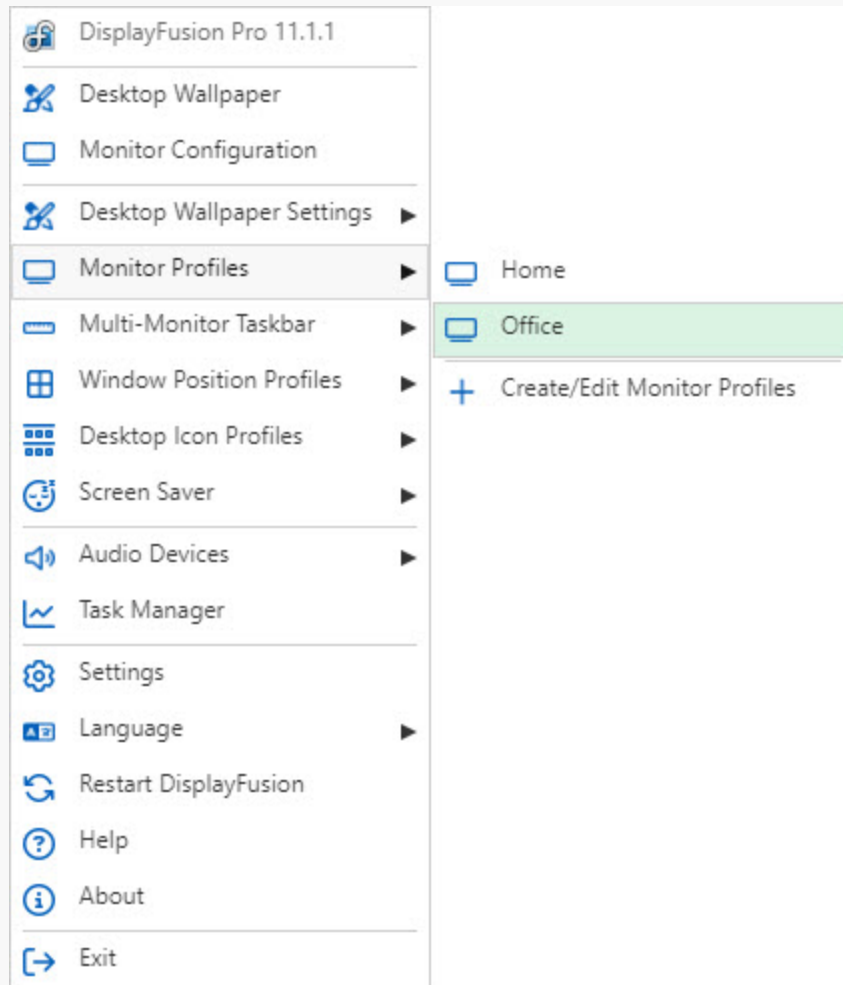 DisplayFusion Pro 11.1.1
Desktop Wallpaper
Monitor Configuration
Desktop Wallpaper Settings
Monitor Profiles
Multi-Monitor Taskbar
Window Position Profiles
Desktop Icon Profiles
Screen Saver
Audio Devices
Task Manager
Settings
Language
Restart DisplayFusion
Help
About
Exit
Home
Office
Create/Edit Monitor Profiles